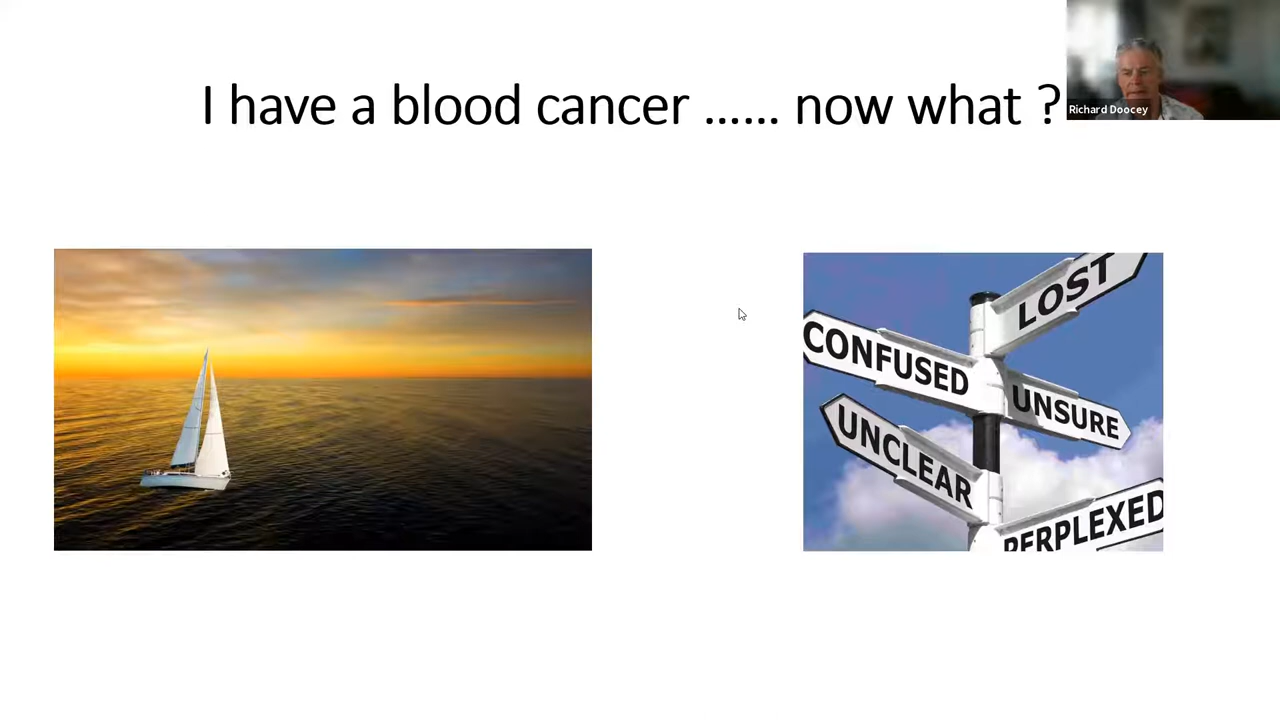 I have a blood cancer ...... now what ?
Richard Doocey
LOST
CONFUSED
UNSURE
UNCLEAR
PERPLEXED